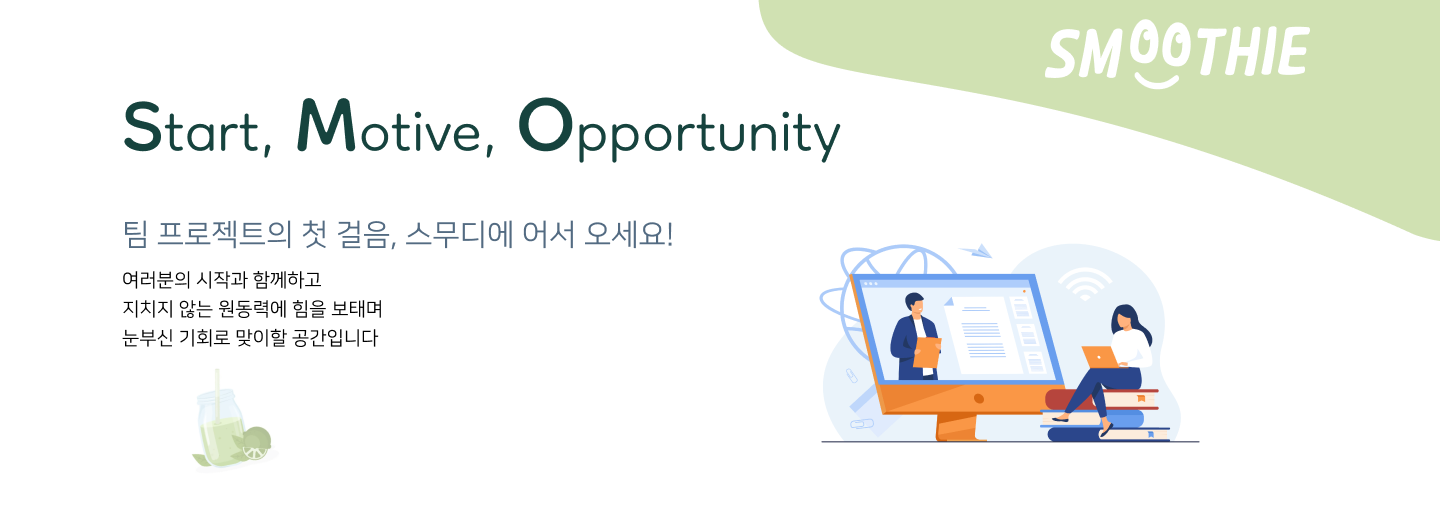 SMOOTHIE
Start, Motive, Opportunity
팀 프로젝트의 첫 걸음, 스무디에 어서 오세요!
여러분의 시작과 함께하고
지치지 않는 원동력에 힘을 보태며
눈부신 기회로 맞이할 공간입니다